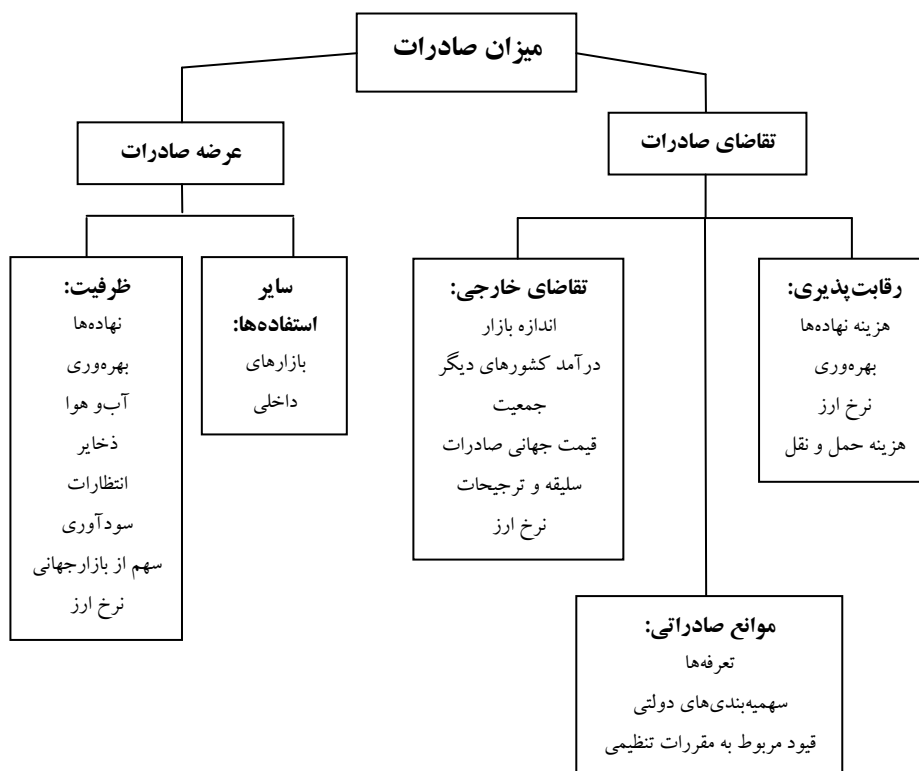 میزان صادرات
تقاضای صادرات
عرضه صادرات
رقابت‌پذیری:
هزینه نهاده‌ها
بهره‌وری
نرخ ارز
هزینه حمل و نقل
تقاضای خارجی:
اندازه بازار
درآمد کشورهای دیگر
جمعیت
قیمت جهانی صادرات
سلیقه و ترجیحات
نرخ ارز
موانع صادراتی:
تعرفه‌ها
سهمیه‌بندی‌های دولتی
قیود مربوط به مقررات تنظیمی
سایر
استفاده‌ها:
بازارهای
داخلی
ظرفیت:
نهاده‌ها
بهره‌وری
آب‌و هوا
ذخایر
انتظارات
سودآوری
سهم از بازارجهانی
نرخ ارز